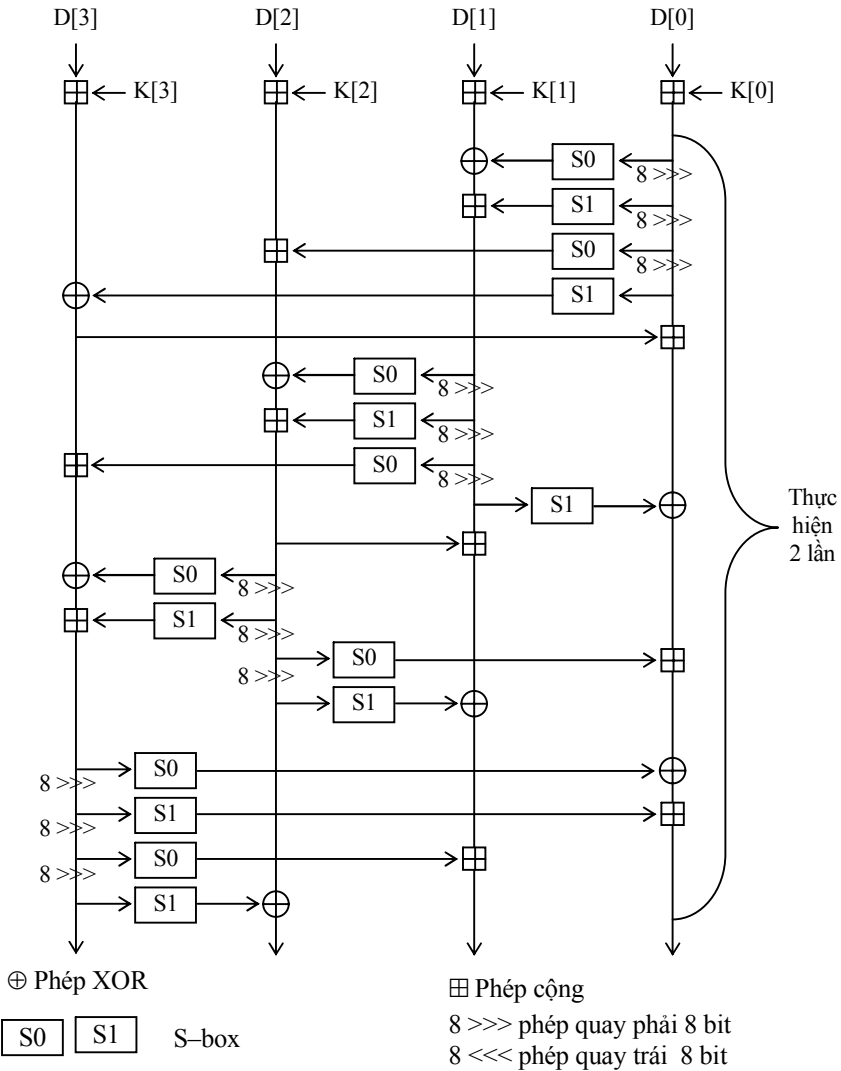 D[3] D[2] D[1] D[0]
K[3] K[2] K[1] K[0]
S0
8 >>>
S1
8 >>>
S0
8 >>>
S1
S0
8 >>>
S1
8 >>>
S0
8 >>>
S1
S0
8 >>>
S1
8 >>>
S0
8 >>>
S1
S0
8 >>>
S1
8 >>>
S0
8 >>>
S1
Thực
hiện
2 lần
⊕ Phép XOR
⊞ Phép cộng
S0 S1 S–box
8 >>> phép quay phải 8 bit
8 <<< phép quay trái 8 bit